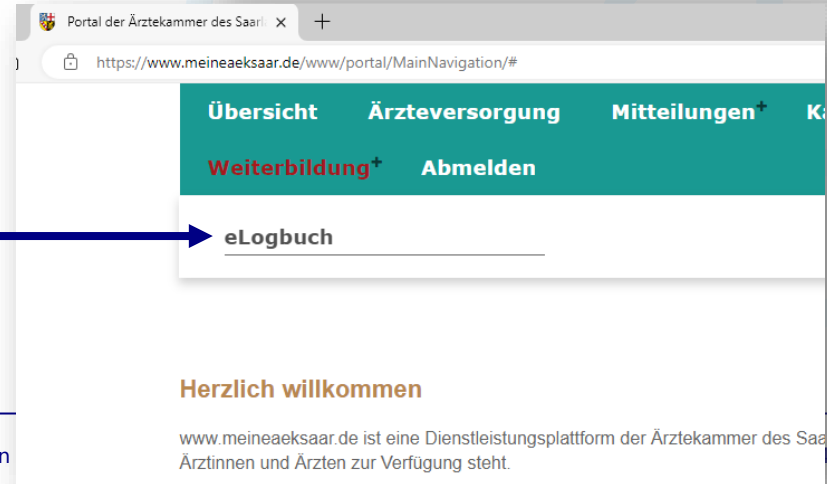 Portal der Ärztekammer des Saarl
https://www.meineaeksaar.de/www/portal/MainNavigation/#
Übersicht Ärzteversorgung Mitteilungen+
Weiterbildung+ Abmelden
eLogbuch
Herzlich willkommen
www.meineaeksaar.de ist eine Dienstleistungsplattform der Ärztekammer des Saa
Ärztinnen und Ärzten zur Verfügung steht.